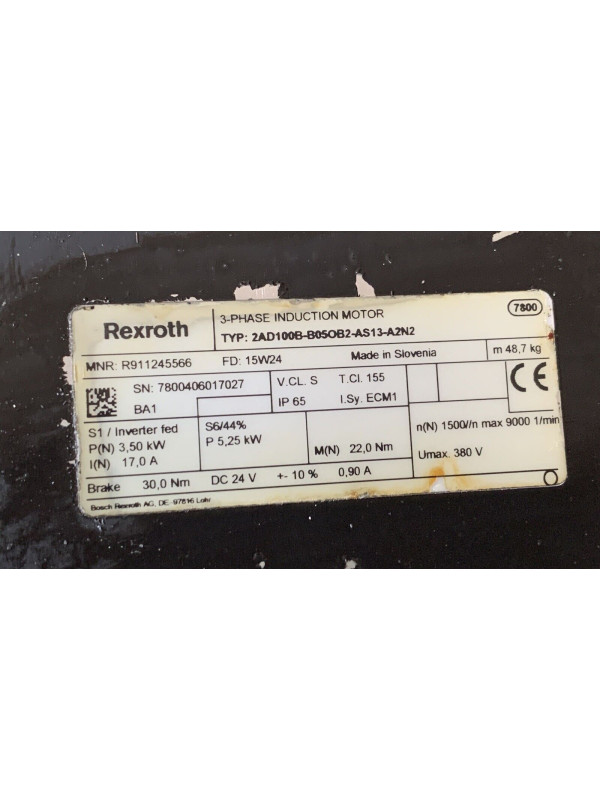 Rexroth
3-PHASE INDUCTION MOTOR
7800
TYP: 2AD100B-B05OB2-AS13-A2N2
MNR: R911245566 FD: 15W24 Made in Slovenia m 48,7 kg
SN: 7800406017027 V.CL. S T.Cl. 155 CE
BA1 IP 65 I.Sy. ECM1
S1 / Inverter fed S6/44% n(N) 1500//n max 9000 1/min
P(N) 3,50 kW P 5,25 kW M(N) 22,0 Nm Umax. 380 V
I(N) 17,0 A
Brake 30,0 Nm DC 24 V +- 10 % 0,90 A
Bosch Rexroth AG, DE-97816 Lohr